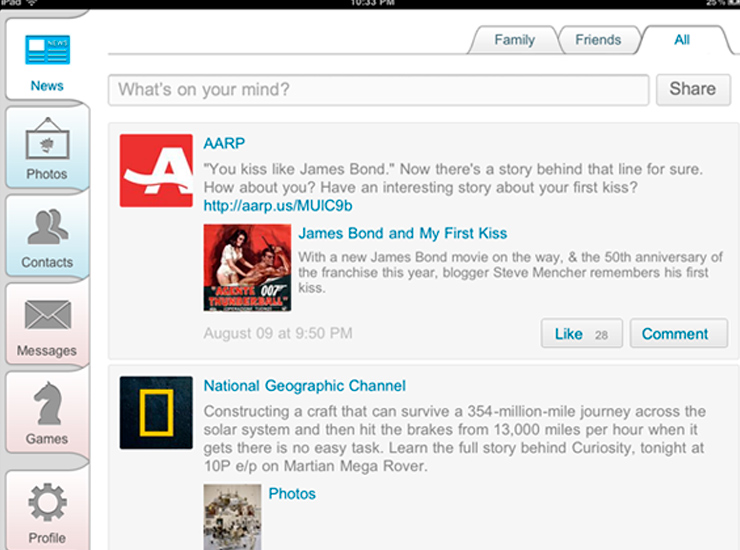 iPad
10:33 PM
25%
Family
Friends
All
NEWS
News
What's on your mind?
Share
Photos
Contacts
Messages
Games
Profile
AARP
"You kiss like James Bond." Now there's a story behind that line for sure.
How about you? Have an interesting story about your first kiss?
http://aarp.us/MUlC9b
AGENTE 007
THUNDERBALL
James Bond and My First Kiss
With a new James Bond movie on the way, & the 50th anniversary of
the franchise this year, blogger Steve Mencher remembers his first
kiss.
August 09 at 9:50 PM
Like 28
Comment
National Geographic Channel
Constructing a craft that can survive a 354-million-mile journey across the
solar system and then hit the brakes from 13,000 miles per hour when it
gets there is no easy task. Learn the full story behind Curiosity, tonight at
10P e/p on Martian Mega Rover.
Photos